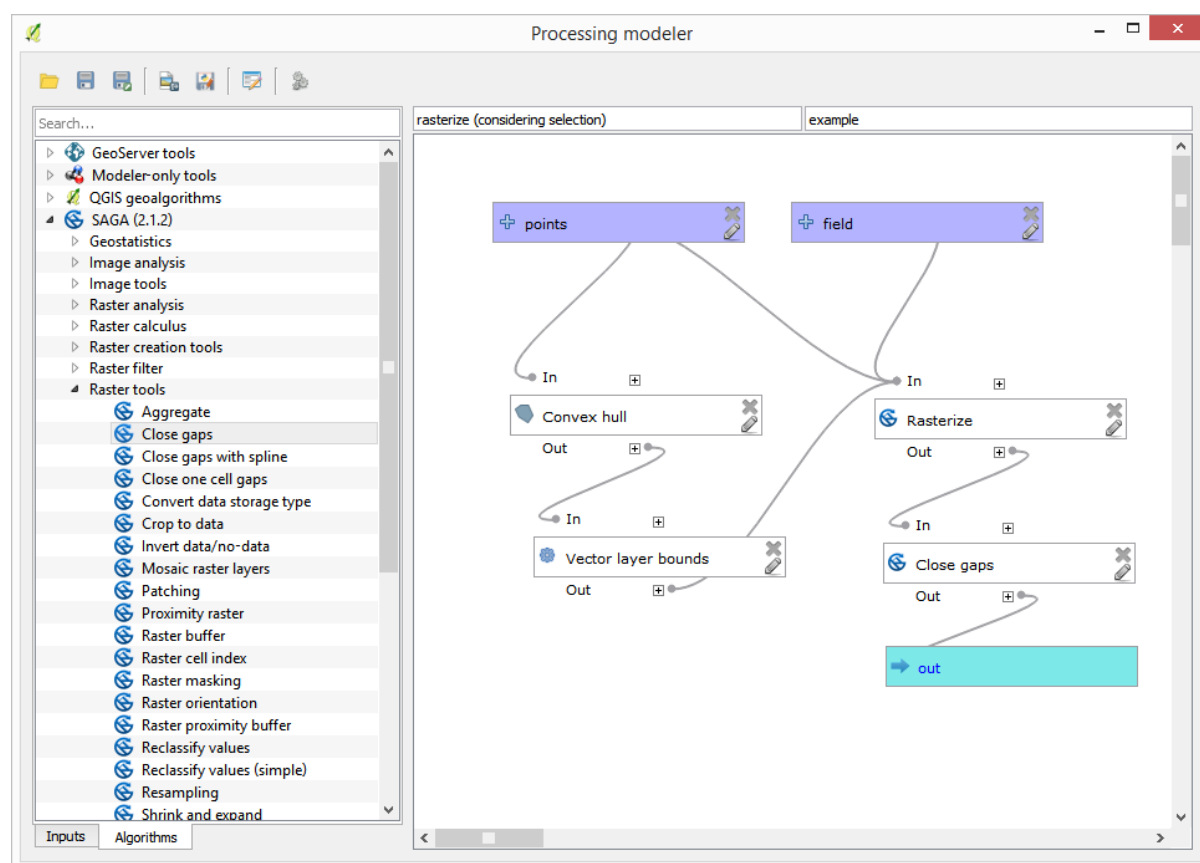 Processing modeler
Search...
rasterize (considering selection)
example
GeoServer tools
Modeler-only tools
QGIS geoalgorithms
SAGA (2.1.2)
Geostatistics
Image analysis
Image tools
Raster analysis
Raster calculus
Raster creation tools
Raster filter
Raster tools
Aggregate
Close gaps
Close gaps with spline
Close one cell gaps
Convert data storage type
Crop to data
Invert data/no-data
Mosaic raster layers
Patching
Proximity raster
Raster buffer
Raster cell index
Raster masking
Raster orientation
Raster proximity buffer
Reclassify values
Reclassify values (simple)
Resampling
Shrink and expand
Inputs
Algorithms
points
field
In
Convex hull
Out
In
Vector layer bounds
Out
In
Rasterize
Out
In
Close gaps
Out
out